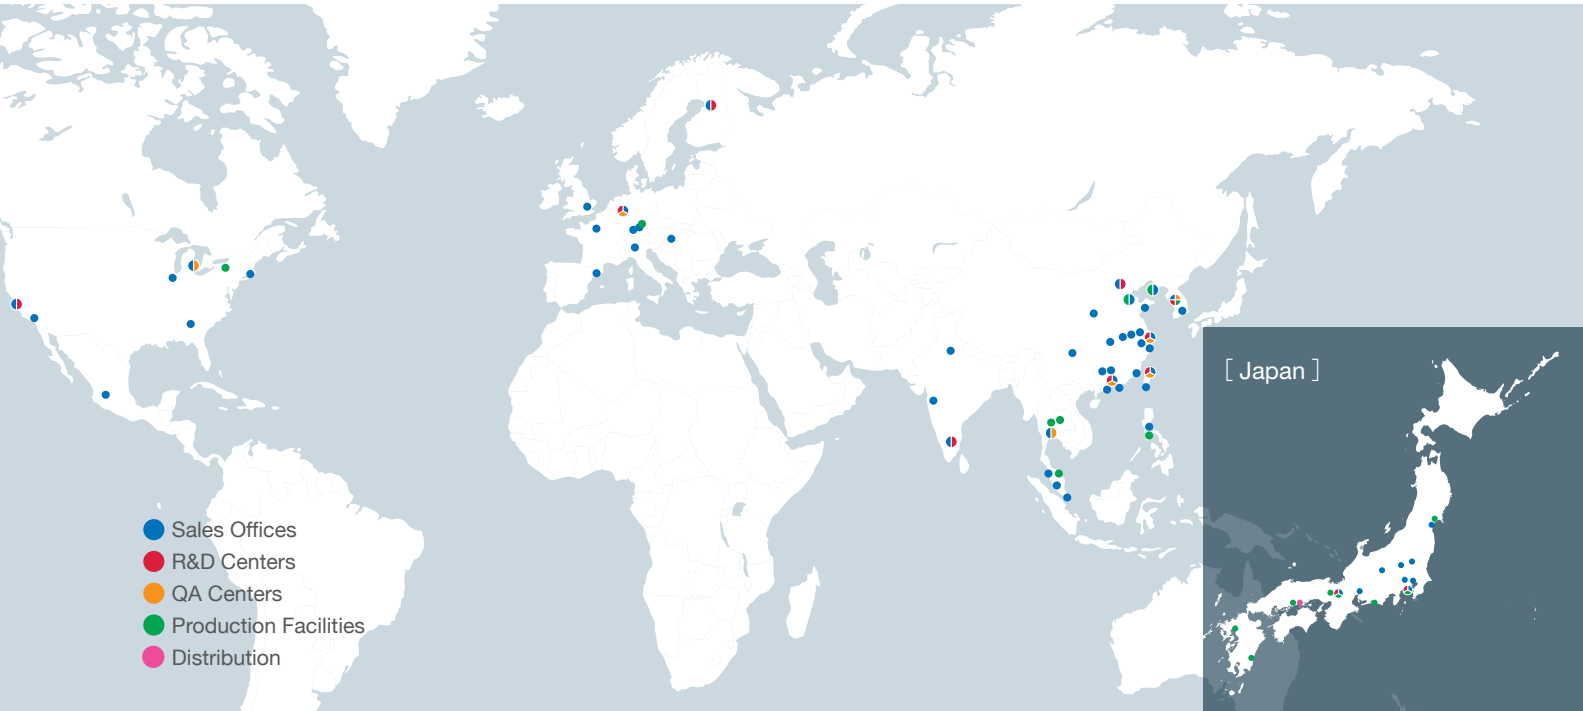 [ Japan ]
Sales Offices
R&D Centers
QA Centers
Production Facilities
Distribution